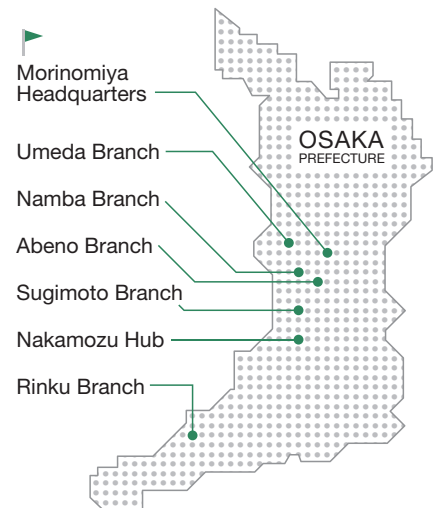 Morinomiya
Headquarters
OSAKA
PREFECTURE
Umeda Branch
Namba Branch
Abeno Branch
Sugimoto Branch
Nakamozu Hub
Rinku Branch